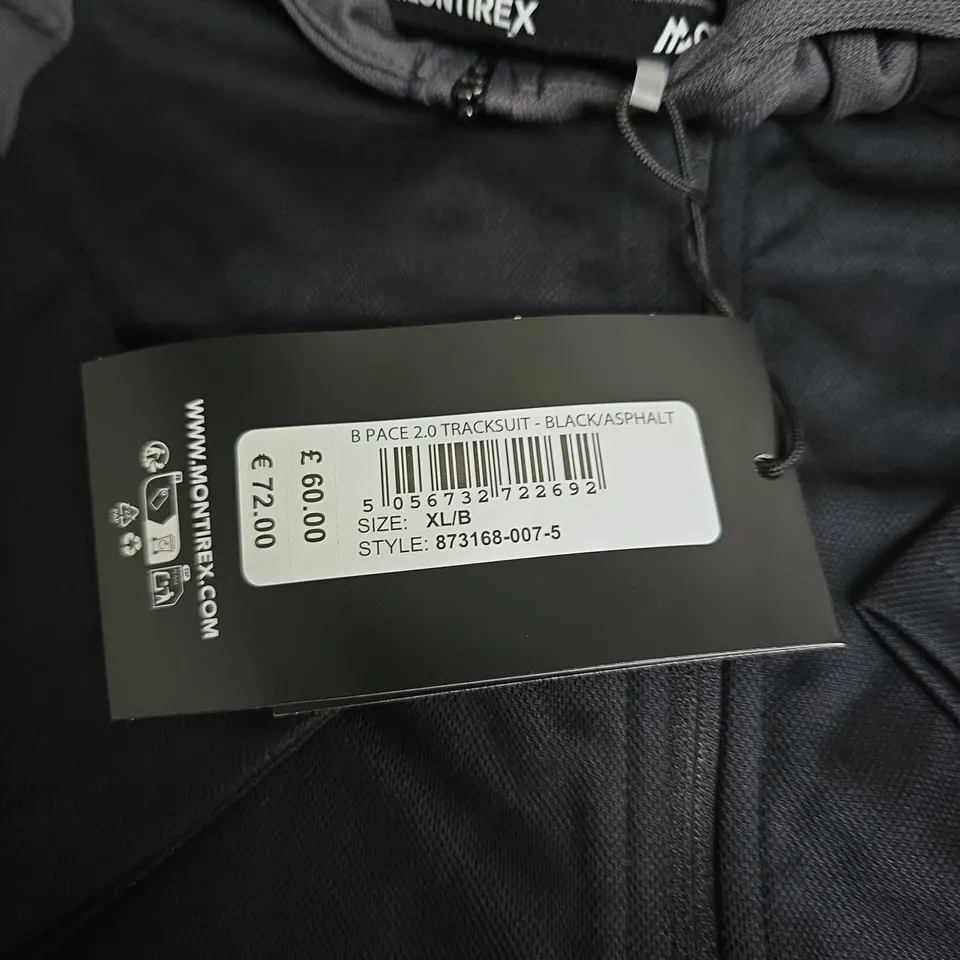 MONTIREX
B PACE 2.0 TRACKSUIT - BLACK/ASPHALT
5 056732 722692
SIZE: XL/B
STYLE: 873168-007-5
£ 60.00
€ 72.00
WWW.MONTIREX.COM